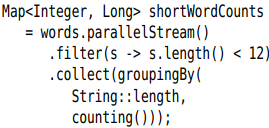 Map<Integer, Long> shortWordCounts
= words.parallelStream()
.filter(s -> s.length() < 12)
.collect(groupingBy(
String::length,
counting()));